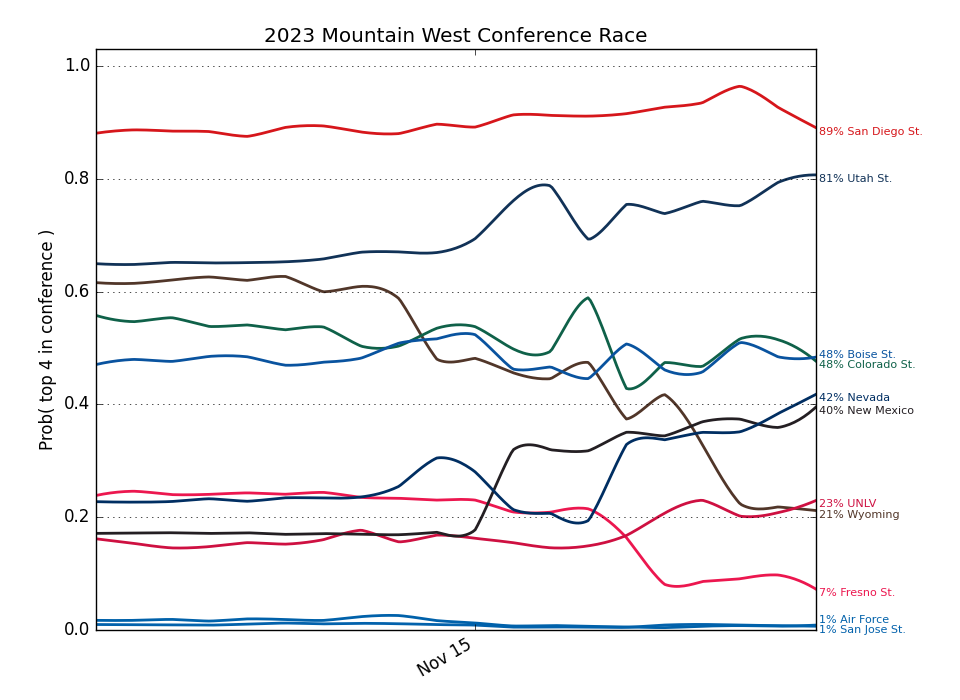 2023 Mountain West Conference Race
Prob( top 4 in conference )
1.0
0.8
0.6
0.4
0.2
0.0
Nov 15
89% San Diego St.
81% Utah St.
48% Boise St.
48% Colorado St.
42% Nevada
40% New Mexico
23% UNLV
21% Wyoming
7% Fresno St.
1% Air Force
1% San Jose St.